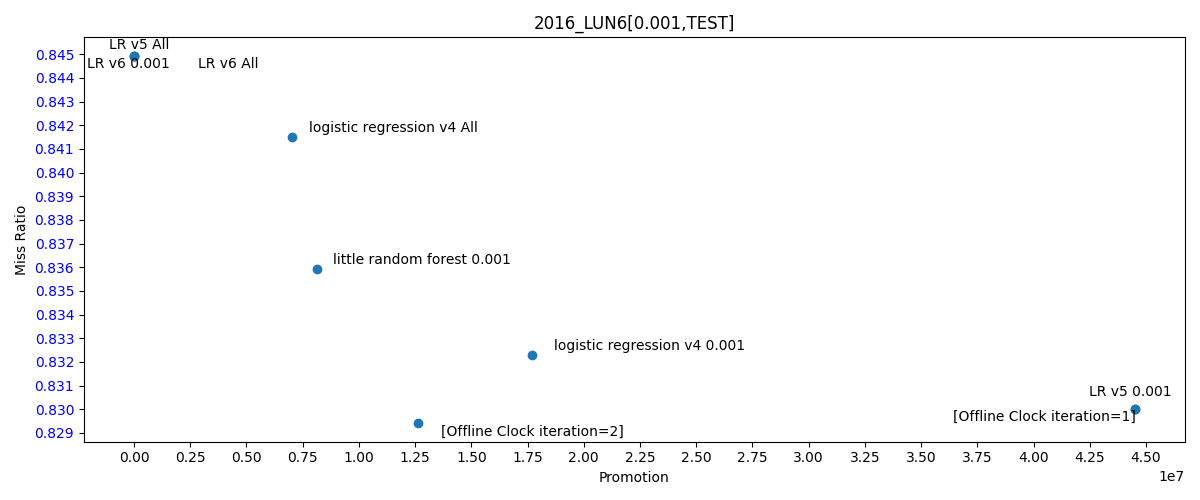 2016_LUN6[0.001,TEST]
LR v5 All
LR v6 0.001
LR v6 All
logistic regression v4 All
little random forest 0.001
logistic regression v4 0.001
LR v5 0.001
[Offline Clock iteration=1]
[Offline Clock iteration=2]
Miss Ratio
0.845
0.844
0.843
0.842
0.841
0.840
0.839
0.838
0.837
0.836
0.835
0.834
0.833
0.832
0.831
0.830
0.829
0.00 0.25 0.50 0.75 1.00 1.25 1.50 1.75 2.00 2.25 2.50 2.75 3.00 3.25 3.50 3.75 4.00 4.25 4.50
1e7
Promotion